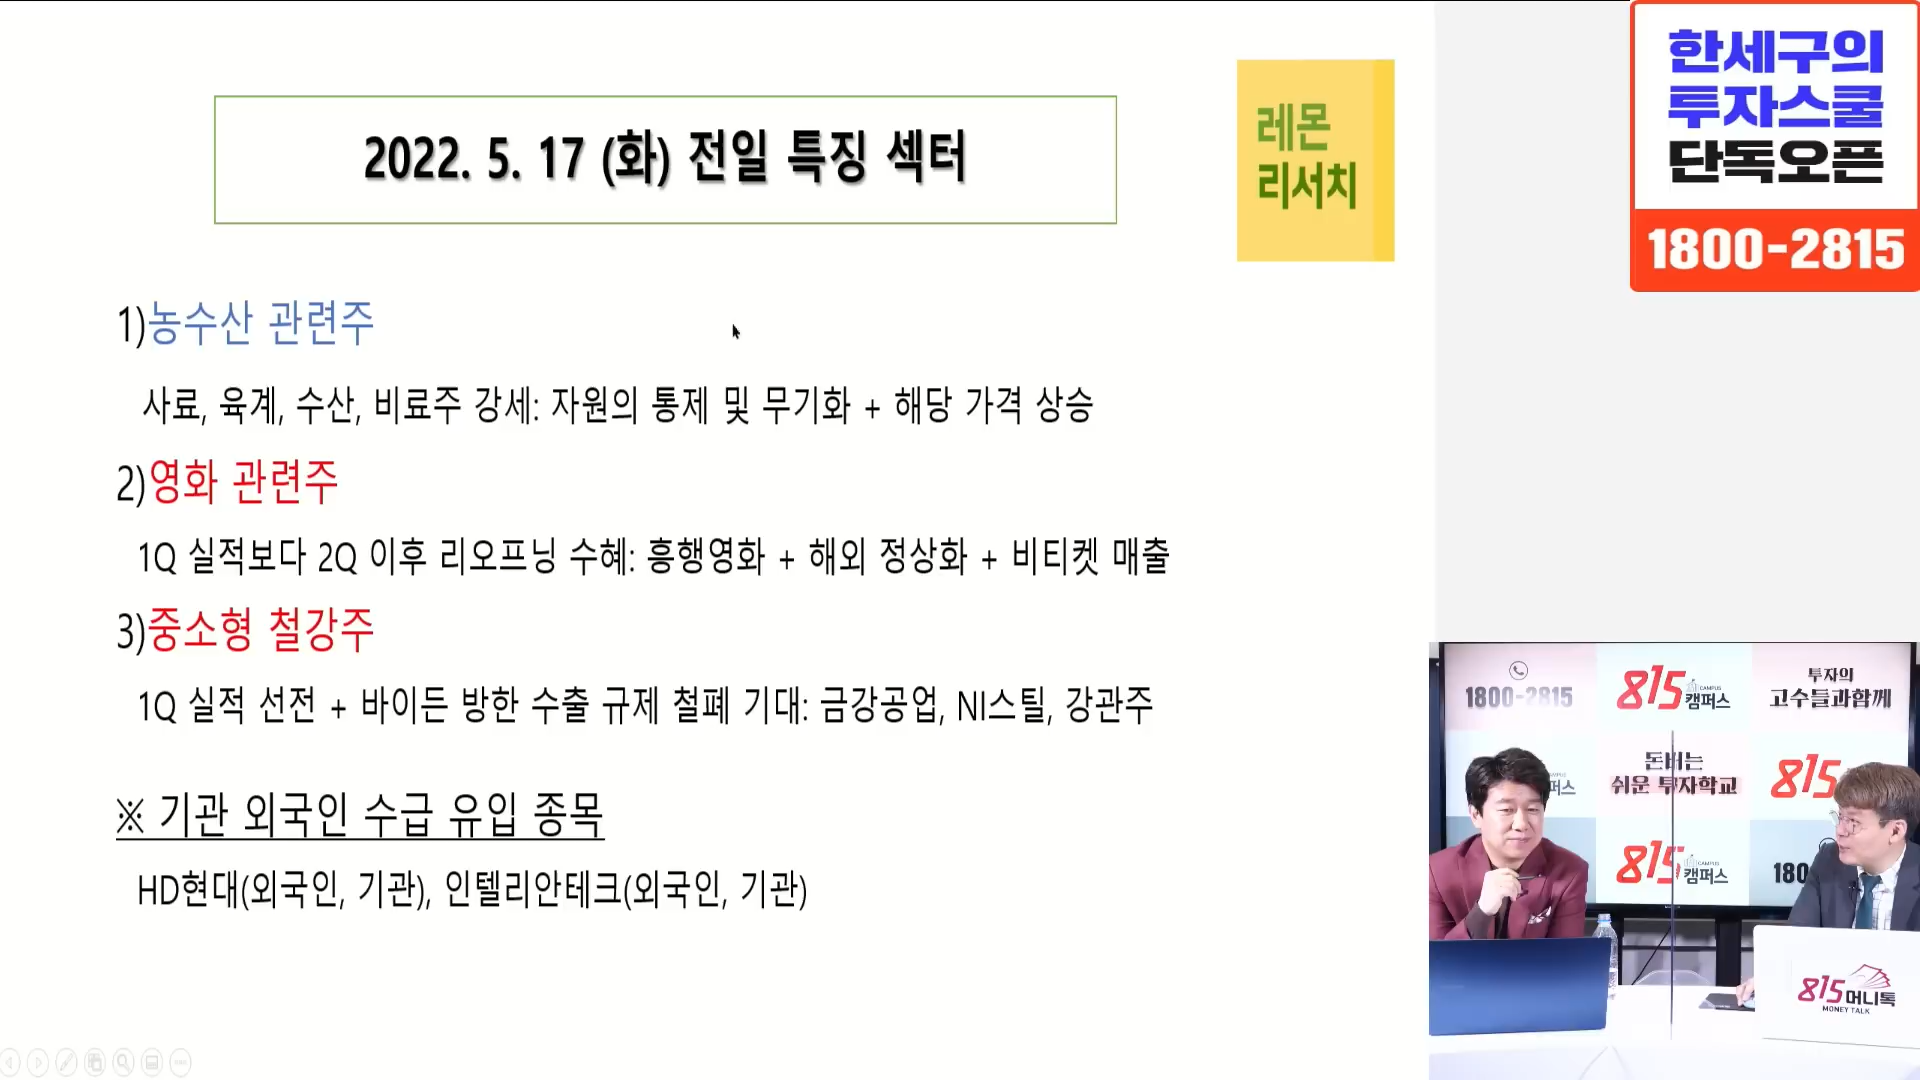 2022. 5. 17 (화) 전일 특징 섹터
레몬
리서치
한세구의
투자스쿨
단독오픈
1800-2815
1)농수산 관련주
사료, 육계, 수산, 비료주 강세: 자원의 통제 및 무기화 + 해당 가격 상승
2)영화 관련주
1Q 실적보다 2Q 이후 리오프닝 수혜: 흥행영화 + 해외 정상화 + 비티켓 매출
3)중소형 철강주
1Q 실적 선전 + 바이든 방한 수출 규제 철폐 기대: 금강공업, NI스틸, 강관주
※ 기관 외국인 수급 유입 종목
HD현대(외국인, 기관), 인텔리안테크(외국인, 기관)
1800-2815
815 CAMPUS 캠퍼스
투자의
고수들과함께
퍼스
돈버는
쉬운 투자학교
815
815 CAMPUS 캠퍼스
180
815 머니톡
MONEY TALK